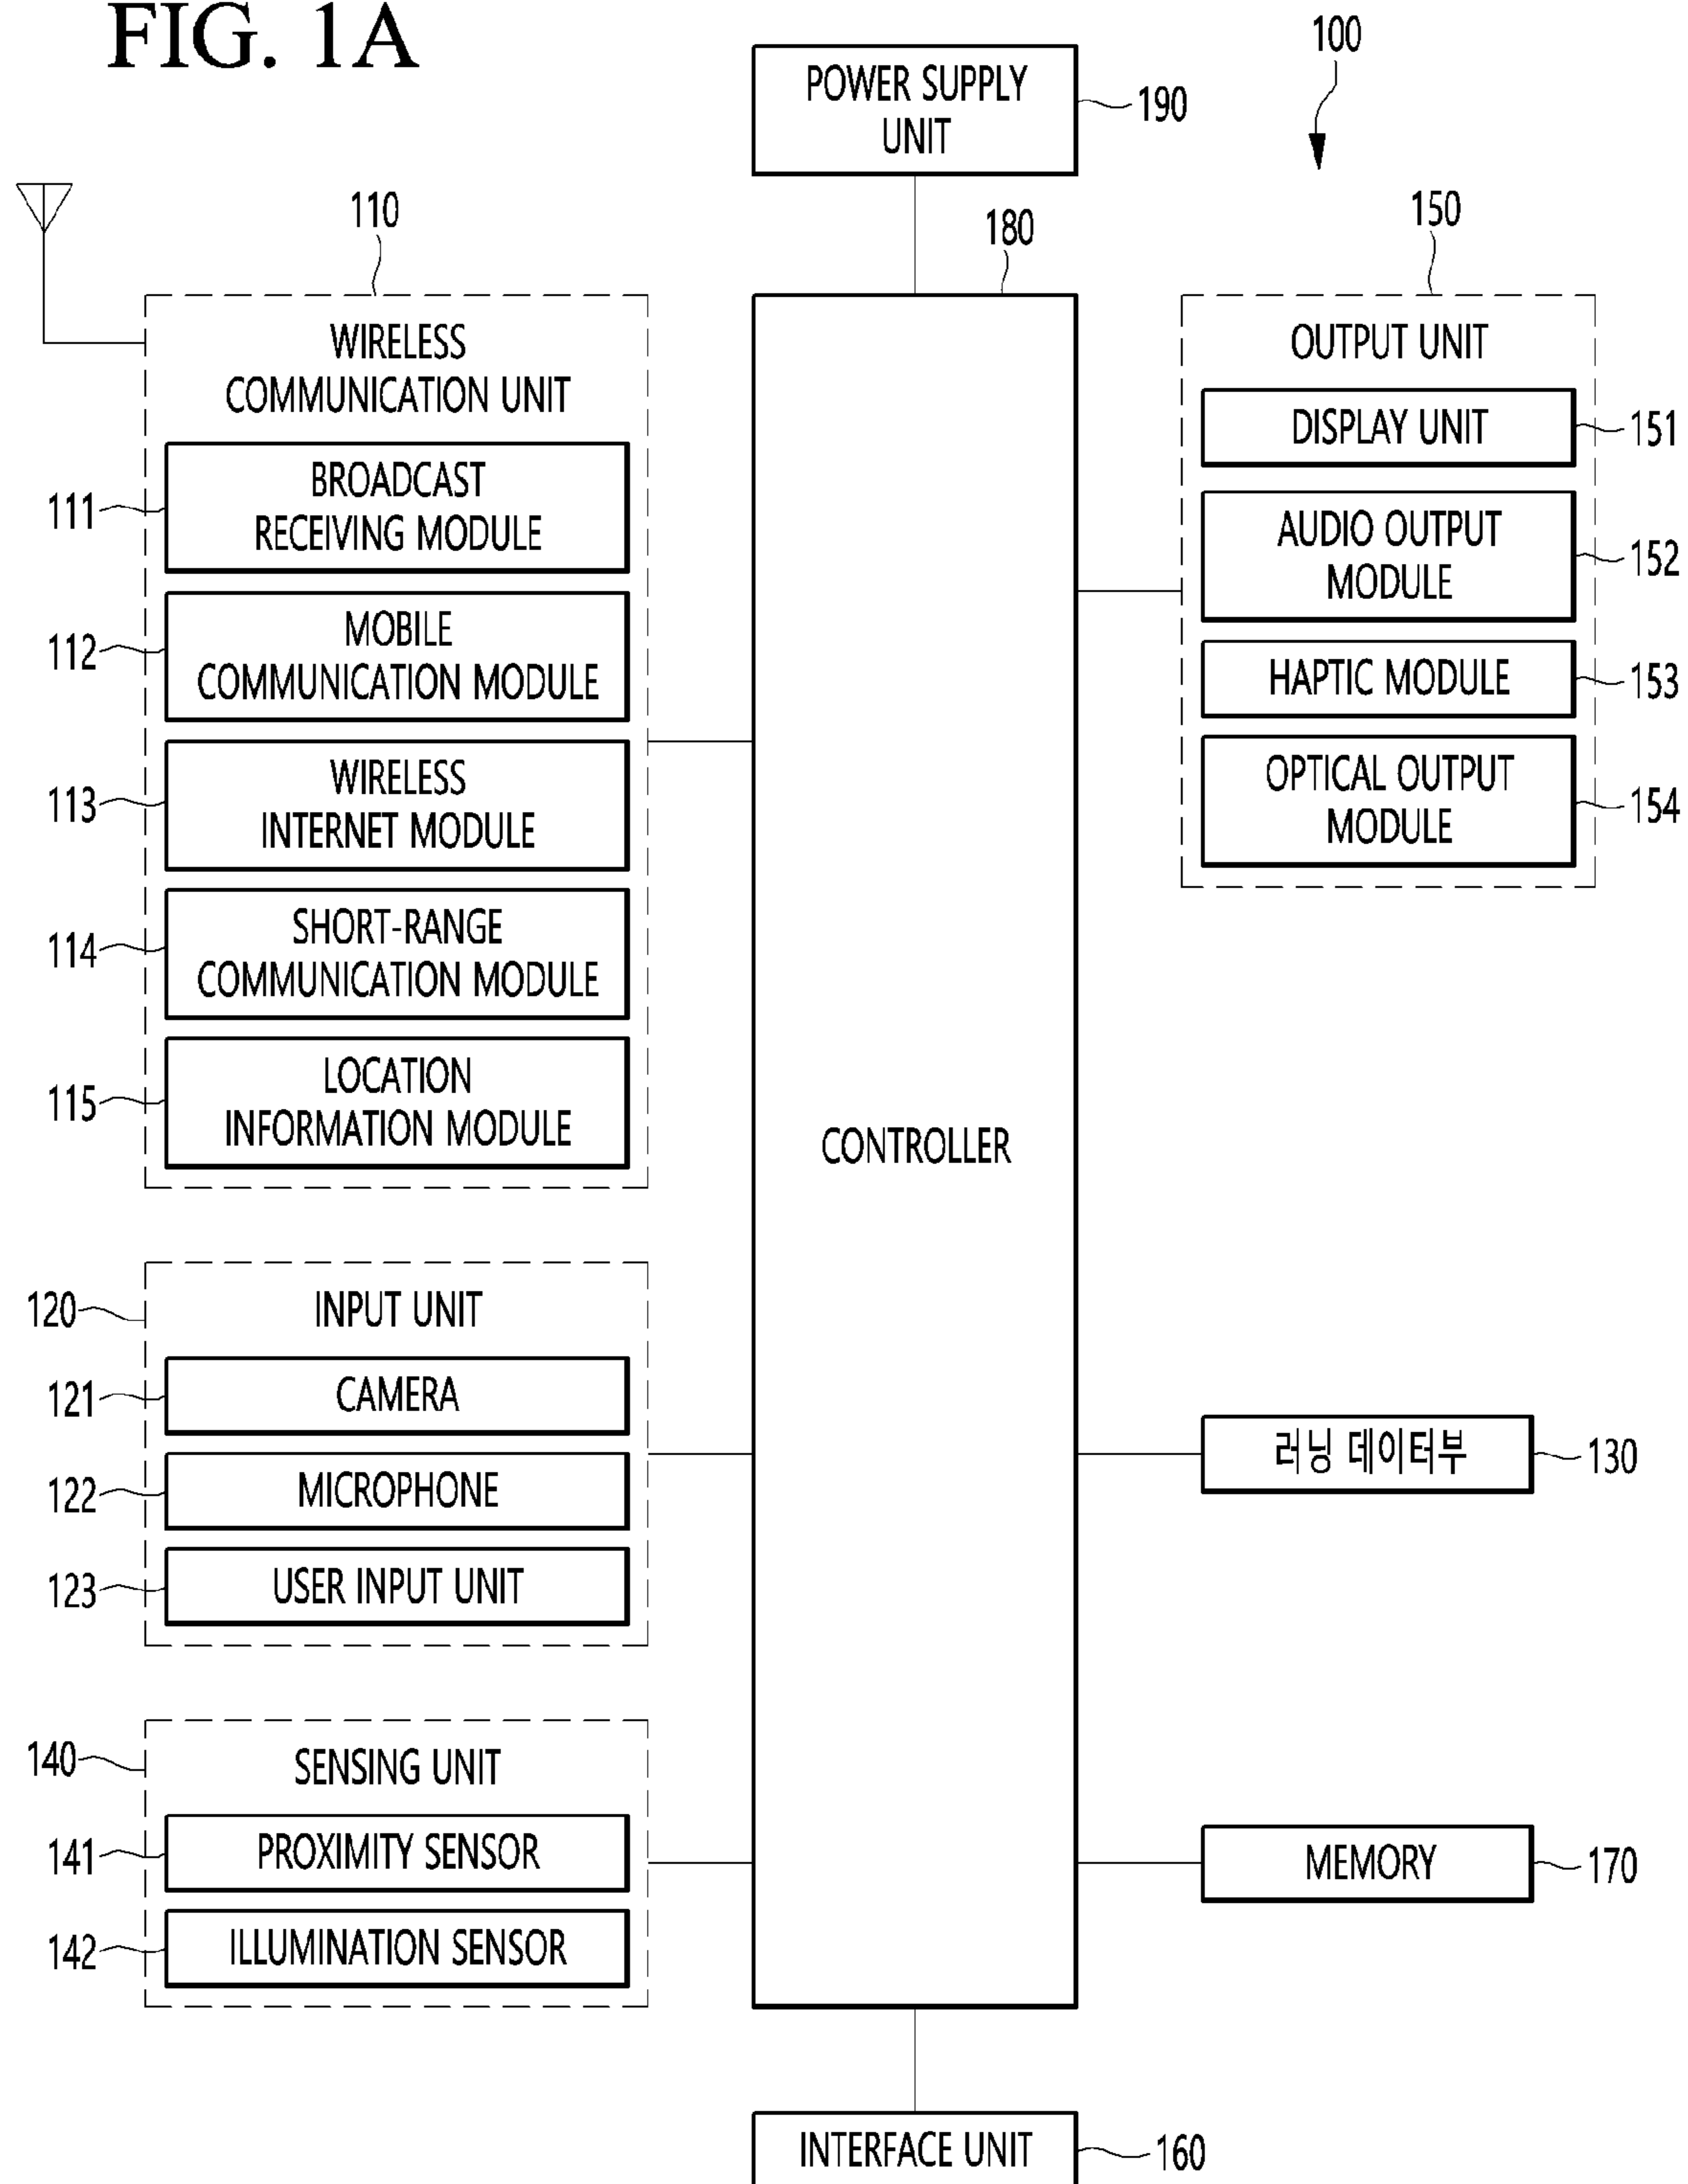 FIG. 1A
100
POWER SUPPLY
UNIT
190
110
180
150
WIRELESS
COMMUNICATION UNIT
BROADCAST
RECEIVING MODULE
111
MOBILE
COMMUNICATION MODULE
112
WIRELESS
INTERNET MODULE
113
SHORT-RANGE
COMMUNICATION MODULE
114
LOCATION
INFORMATION MODULE
115
OUTPUT UNIT
DISPLAY UNIT
151
AUDIO OUTPUT
MODULE
152
HAPTIC MODULE
153
OPTICAL OUTPUT
MODULE
154
CONTROLLER
120
INPUT UNIT
121
CAMERA
122
MICROPHONE
123
USER INPUT UNIT
러닝 데이터부
130
140
SENSING UNIT
141
PROXIMITY SENSOR
142
ILLUMINATION SENSOR
MEMORY
170
INTERFACE UNIT
160